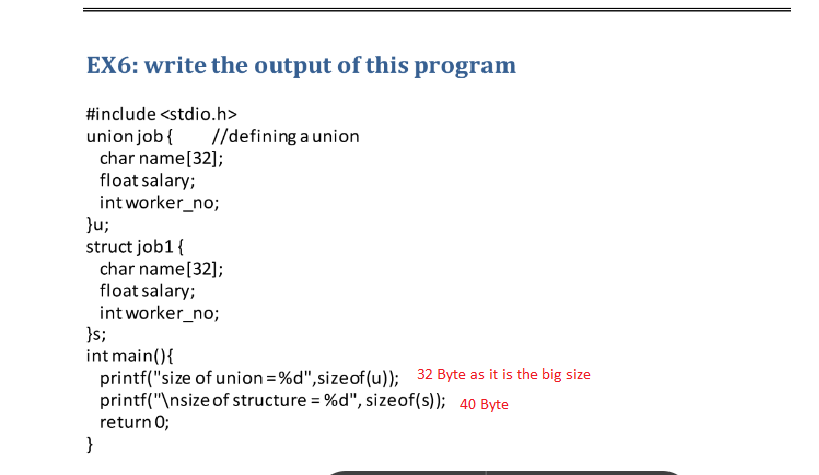 EX6: write the output of this program
#include <stdio.h>
union job { //defining a union
char name[32];
float salary;
int worker_no;
}u;
struct job1 {
char name[32];
float salary;
int worker_no;
}s;
int main(){
printf("size of union = %d",sizeof(u)); 32 Byte as it is the big size
printf("\nsize of structure = %d", sizeof(s)); 40 Byte
return 0;
}